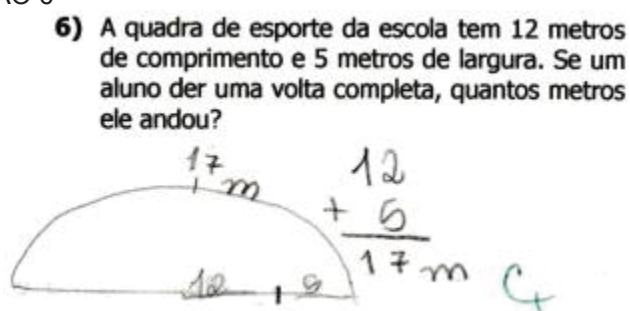 6) A quadra de esporte da escola tem 12 metros
de comprimento e 5 metros de largura. Se um
aluno der uma volta completa, quantos metros
ele andou?
17 m
12
+ 5
17 m
12 5